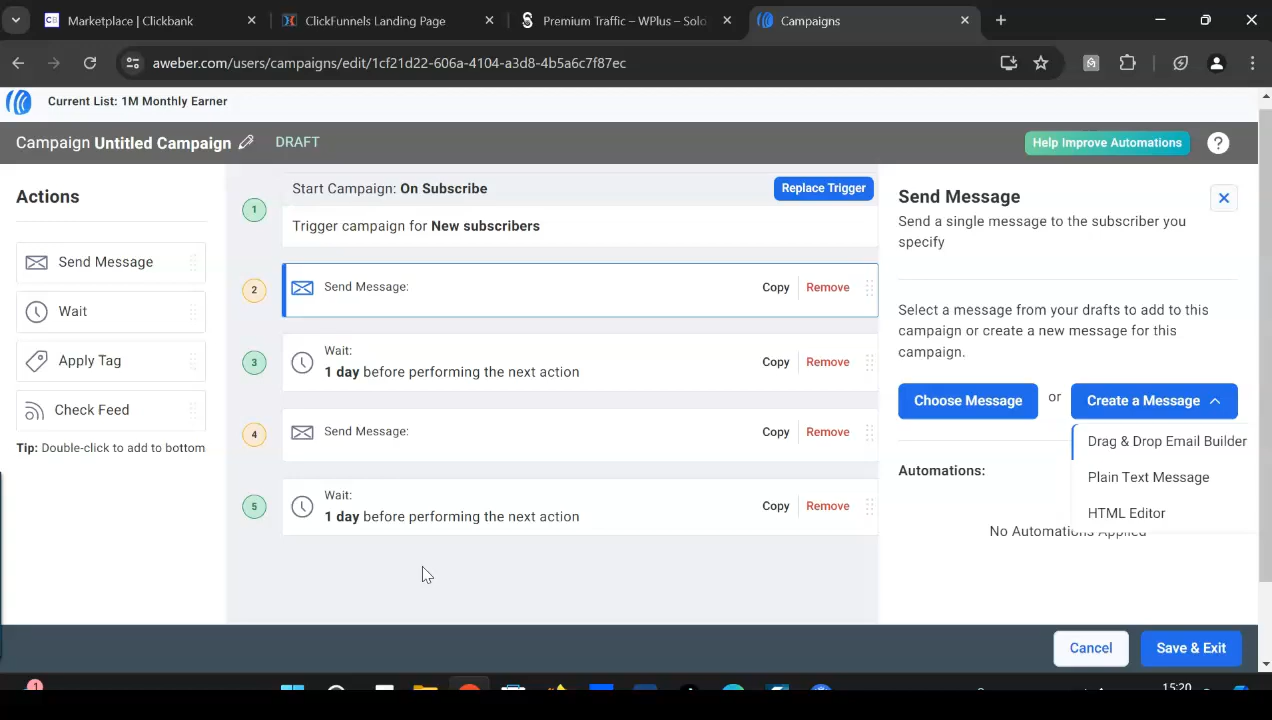 Marketplace | Clickbank
ClickFunnels Landing Page
Premium Traffic – WPlus – Solo
Campaigns
aweber.com/users/campaigns/edit/1cf21d22-606a-4104-a3d8-4b5a6c7f87ec
Current List: 1M Monthly Earner
Campaign Untitled Campaign
DRAFT
Help Improve Automations
?
Actions
Send Message
Wait
Apply Tag
Check Feed
Tip: Double-click to add to bottom
1
Start Campaign: On Subscribe
Replace Trigger
Trigger campaign for New subscribers
2
Send Message:
Copy
Remove
3
Wait:
1 day before performing the next action
Copy
Remove
4
Send Message:
Copy
Remove
5
Wait:
1 day before performing the next action
Copy
Remove
Send Message
Send a single message to the subscriber you
specify
Select a message from your drafts to add to this
campaign or create a new message for this
campaign.
Choose Message
or
Create a Message
Drag & Drop Email Builder
Plain Text Message
HTML Editor
Automations:
No Automations Applied
Cancel
Save & Exit
1
15:20